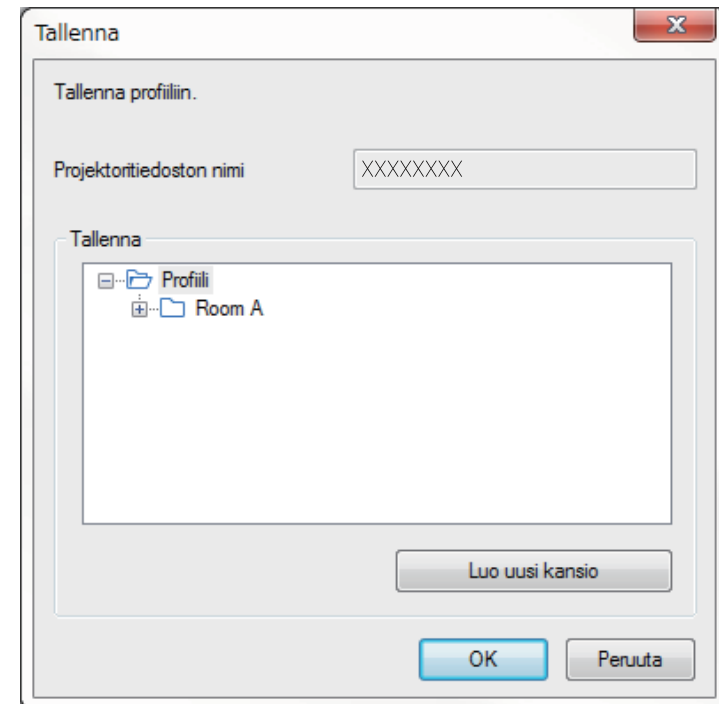 Tallenna
Tallenna profiiliin.
Projektoritiedoston nimi XXXXXXXX
Tallenna
Profiili
Room A
Luo uusi kansio
OK Peruuta